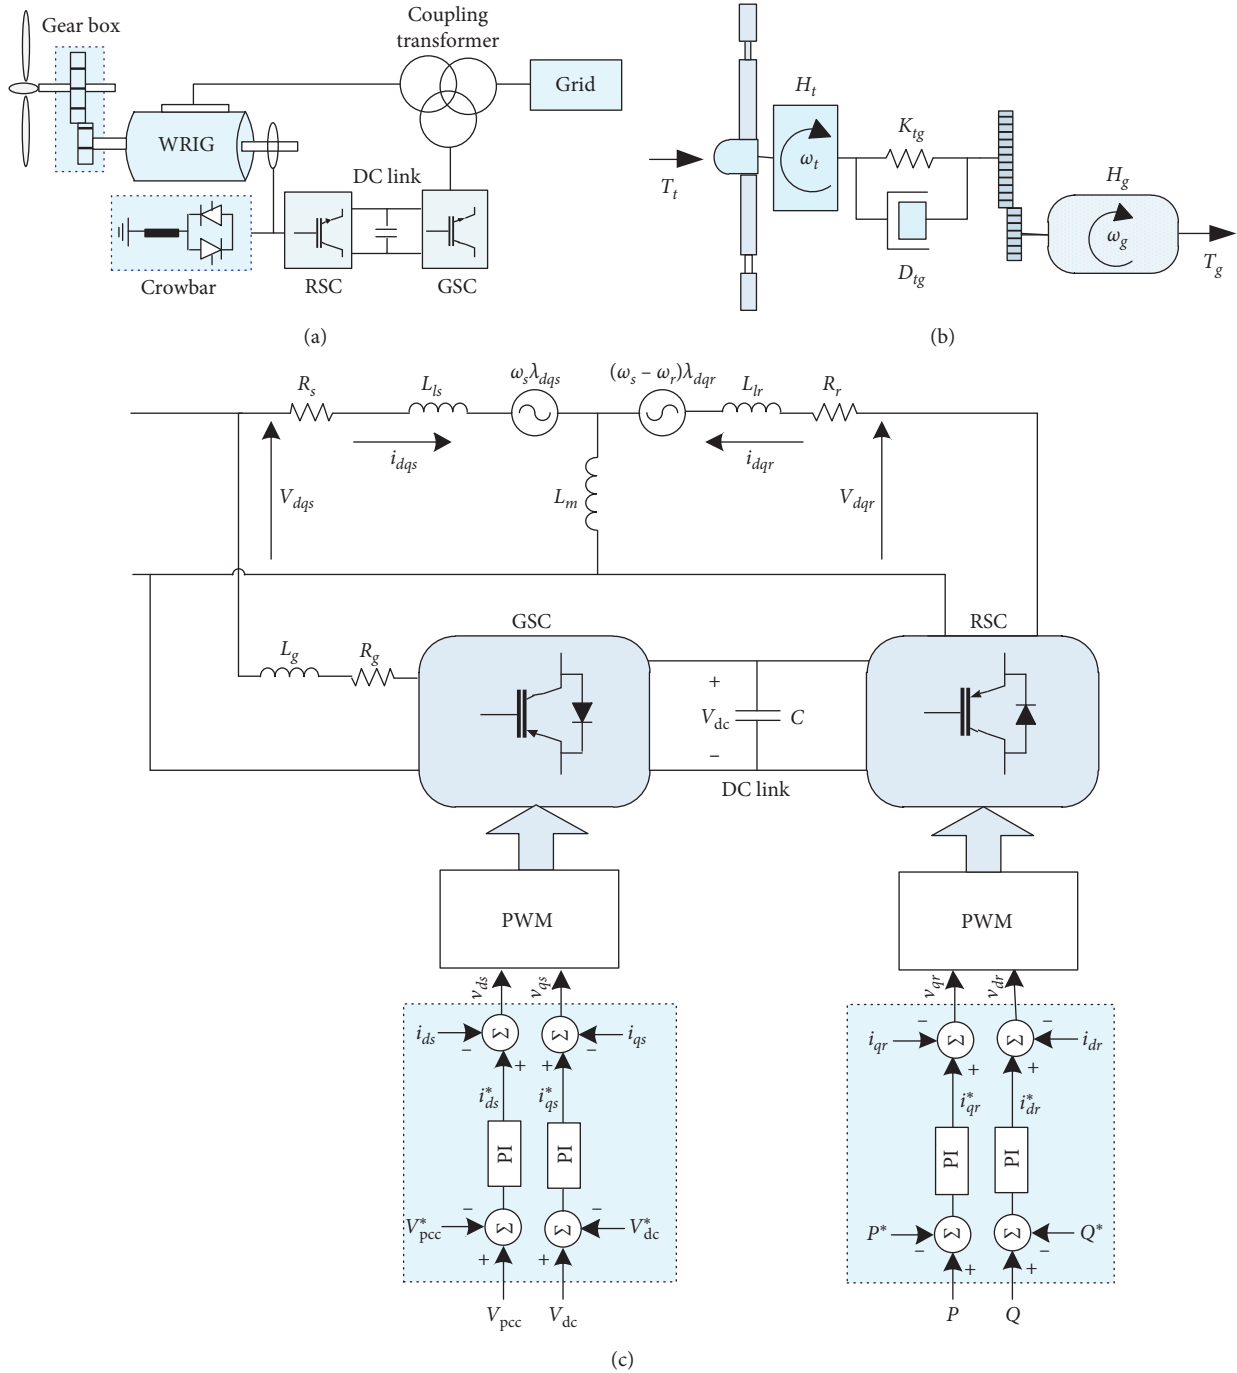 Gear box
Coupling
transformer
Grid
WRIG
DC link
Crowbar
RSC
GSC
(a)
H_t
K_tg
ω_t
T_t
H_g
ω_g
D_tg
T_g
(b)
R_s
L_ls
ω_sλ_dqs
(ω_s – ω_r)λ_dqr
L_lr
R_r
i_dqs
i_dqr
V_dqs
L_m
V_dqr
GSC
RSC
L_g
R_g
+
V_dc
C
–
DC link
PWM
PWM
v_ds
v_qs
v_qr
v_dr
i_ds
Σ
Σ
i_qs
–
–
+
+
i_qr
Σ
Σ
i_dr
–
–
+
+
i*_ds
i*_qs
i*_qr
i*_dr
PI
PI
PI
PI
V*_pcc
Σ
Σ
V*_dc
–
–
+
+
P*
Σ
Σ
Q*
–
–
+
+
V_pcc
V_dc
P
Q
(c)